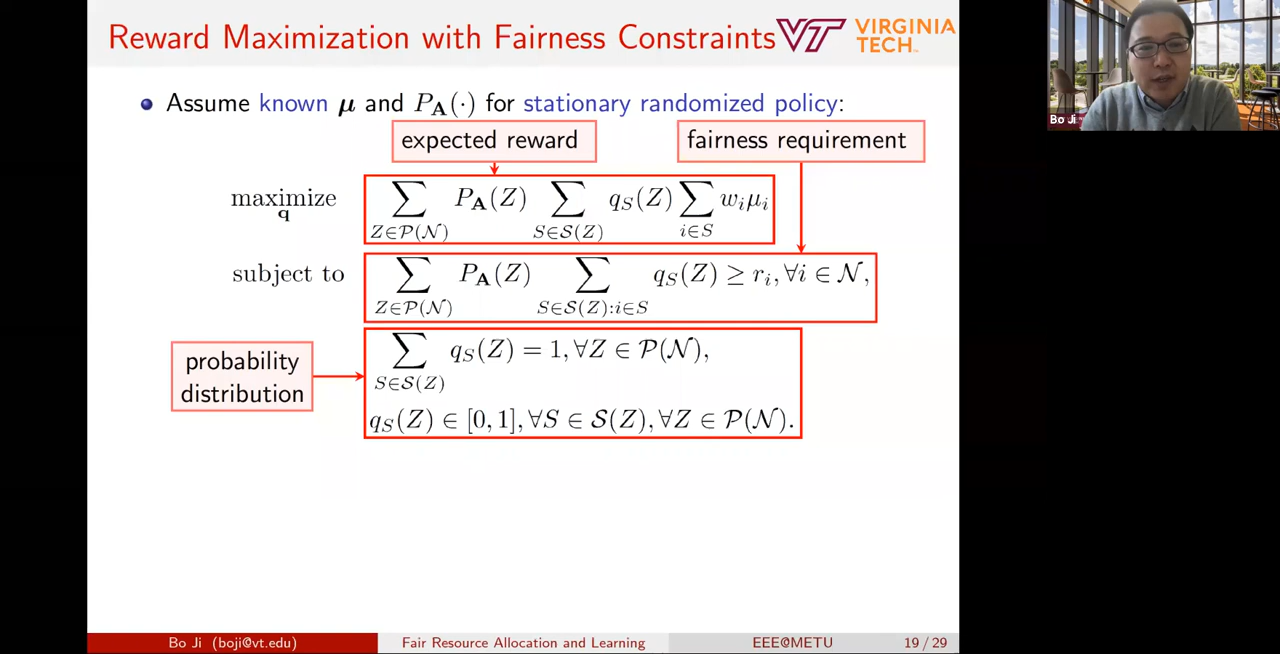 Reward Maximization with Fairness Constraints
VT VIRGINIA TECH™
Bo Ji
Assume known μ and P_A(·) for stationary randomized policy:
expected reward
fairness requirement
maximize_q ∑_{Z∈𝒫(𝒩)} P_A(Z) ∑_{S∈𝒮(Z)} q_S(Z) ∑_{i∈S} w_i μ_i
subject to ∑_{Z∈𝒫(𝒩)} P_A(Z) ∑_{S∈𝒮(Z):i∈S} q_S(Z) ≥ r_i, ∀i ∈ 𝒩,
probability
distribution
∑_{S∈𝒮(Z)} q_S(Z) = 1, ∀Z ∈ 𝒫(𝒩),
q_S(Z) ∈ [0, 1], ∀S ∈ 𝒮(Z), ∀Z ∈ 𝒫(𝒩).
Bo Ji (boji@vt.edu) Fair Resource Allocation and Learning EEE@METU 19 / 29